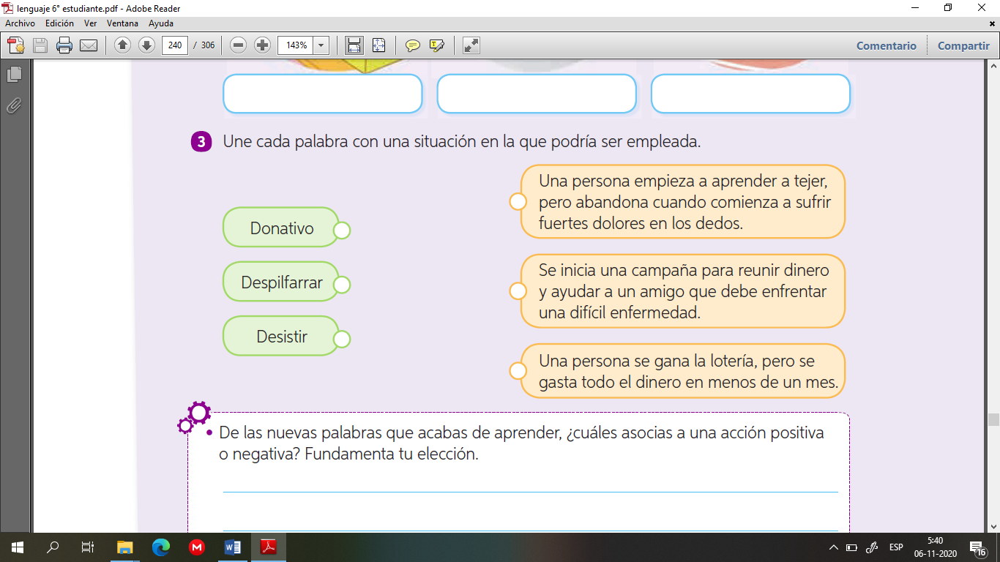 lenguaje 6° estudiante.pdf - Adobe Reader
Archivo Edición Ver Ventana Ayuda
240 / 306 143% Comentario Compartir
3 Une cada palabra con una situación en la que podría ser empleada.
Una persona empieza a aprender a tejer,
pero abandona cuando comienza a sufrir
fuertes dolores en los dedos.
Donativo
Despilfarrar
Desistir
Se inicia una campaña para reunir dinero
y ayudar a un amigo que debe enfrentar
una difícil enfermedad.
Una persona se gana la lotería, pero se
gasta todo el dinero en menos de un mes.
• De las nuevas palabras que acabas de aprender, ¿cuáles asocias a una acción positiva
o negativa? Fundamenta tu elección.
ESP
5:40
06-11-2020
16